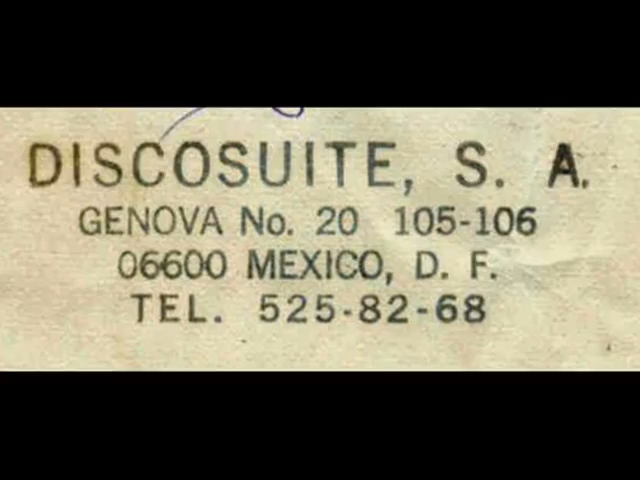 DISCOSUITE, S. A.
GENOVA No. 20 105-106
06600 MEXICO, D. F.
TEL. 525-82-68